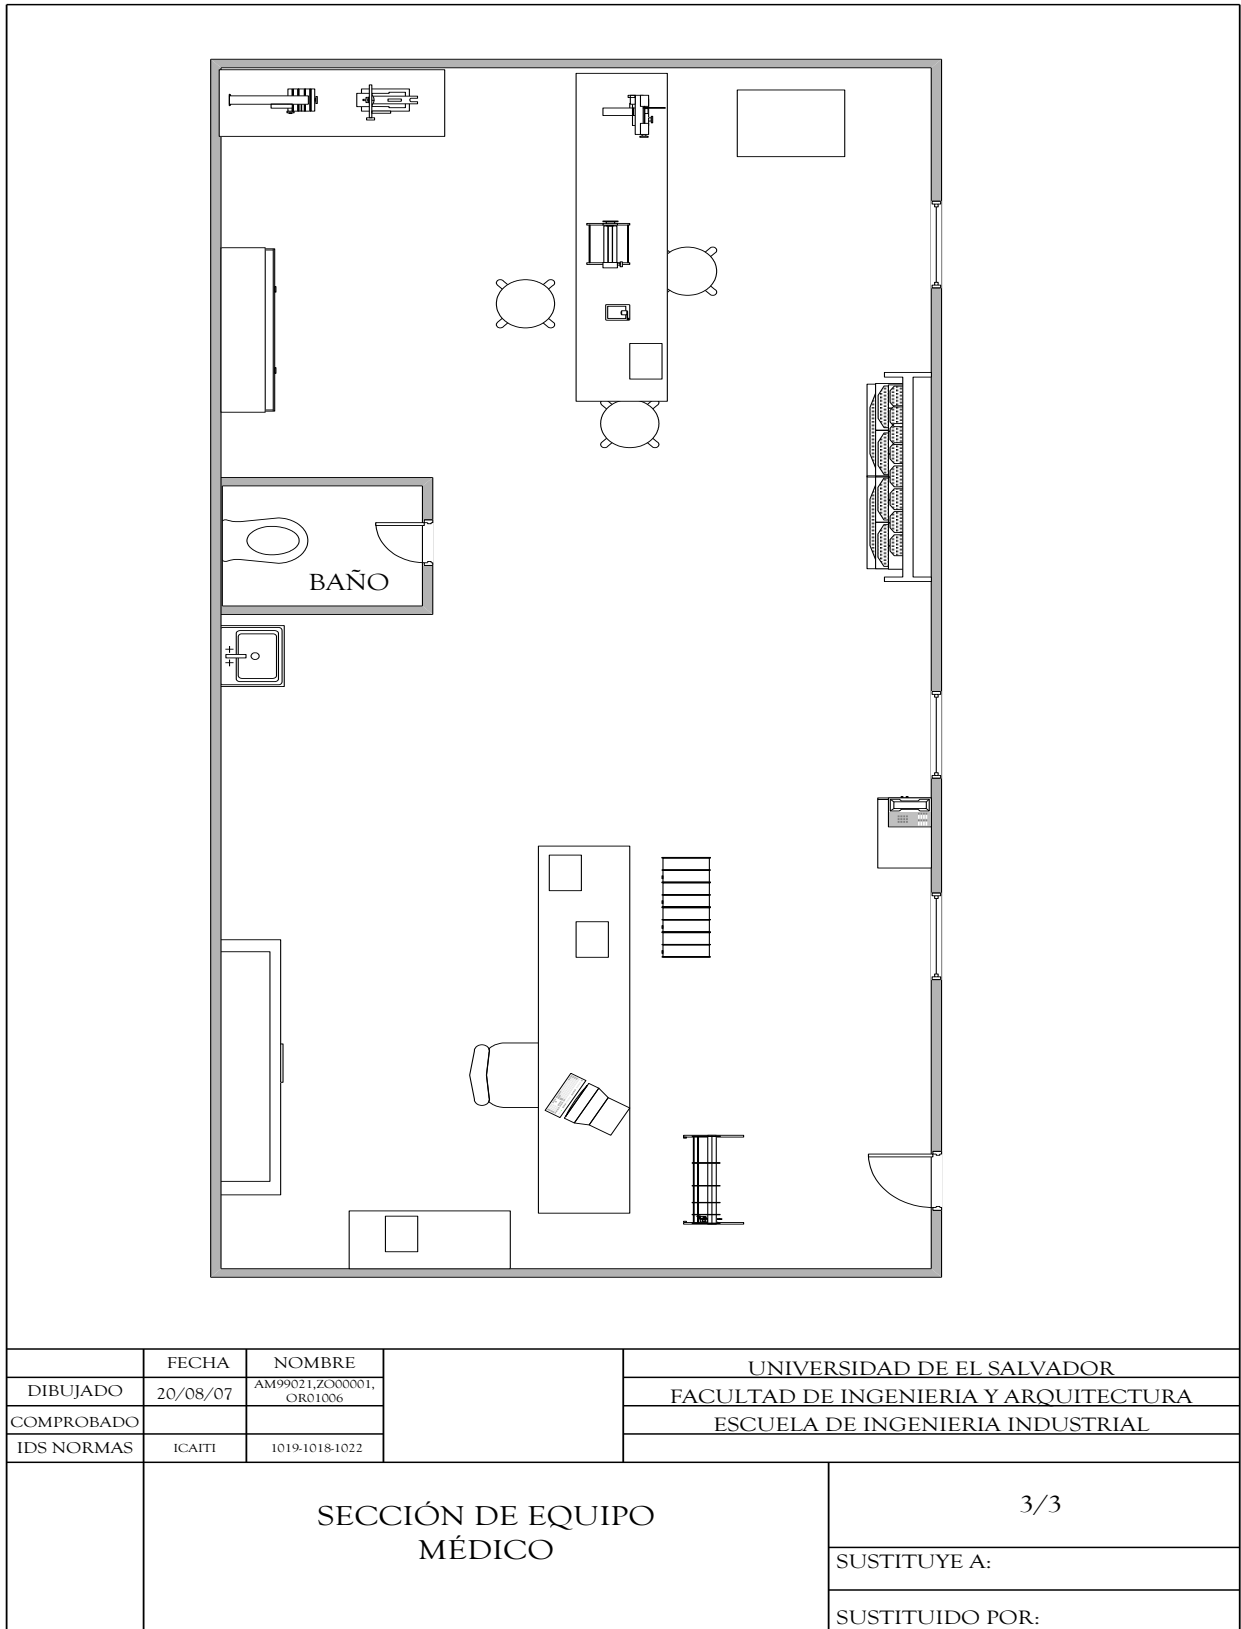 BAÑO
FECHA NOMBRE
DIBUJADO 20/08/07 AM99021,ZO00001,
OR01006
COMPROBADO
IDS NORMAS ICAITI 1019-1018-1022
UNIVERSIDAD DE EL SALVADOR
FACULTAD DE INGENIERIA Y ARQUITECTURA
ESCUELA DE INGENIERIA INDUSTRIAL
SECCIÓN DE EQUIPO
MÉDICO
3/3
SUSTITUYE A:
SUSTITUIDO POR: